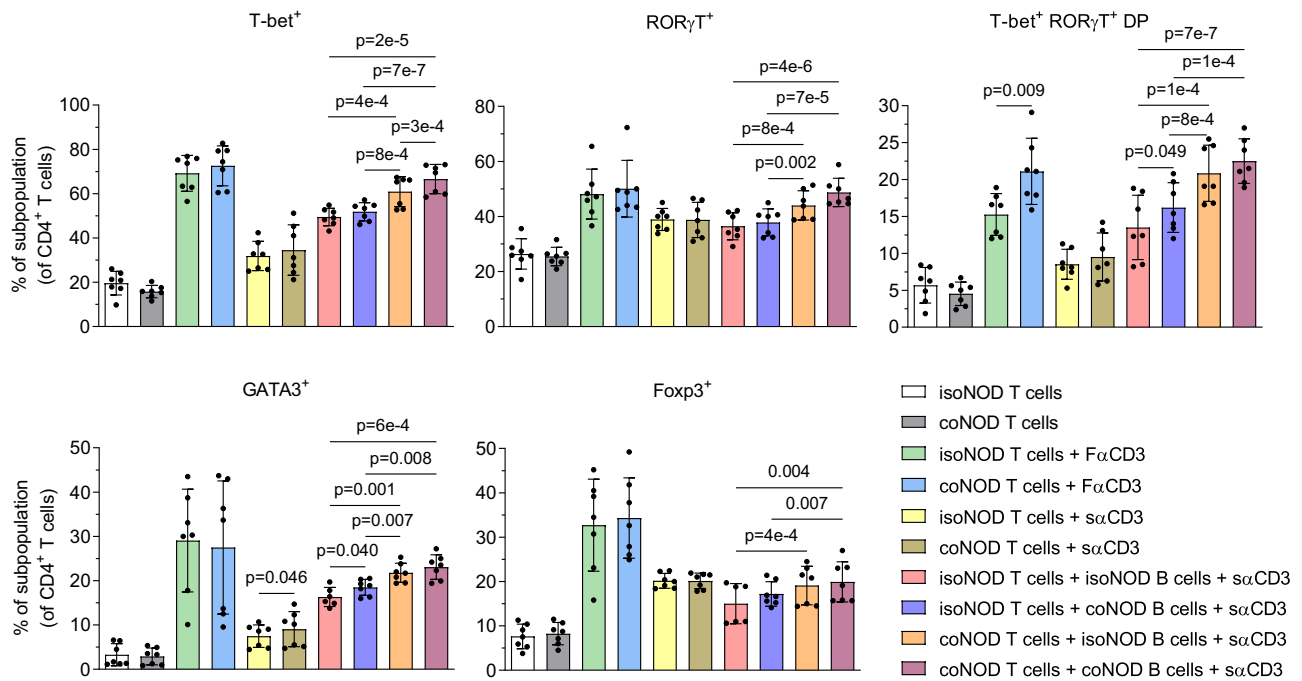 T-bet⁺
% of subpopulation
(of CD4⁺ T cells)
100
80
60
40
20
0
p=2e-5
p=7e-7
p=4e-4
p=3e-4
p=8e-4
RORγT⁺
80
60
40
20
0
p=4e-6
p=7e-5
p=8e-4
p=0.002
T-bet⁺ RORγT⁺ DP
30
25
20
15
10
5
0
p=7e-7
p=1e-4
p=0.009
p=1e-4
p=8e-4
p=0.049
GATA3⁺
% of subpopulation
(of CD4⁺ T cells)
50
40
30
20
10
0
p=6e-4
p=0.008
p=0.001
p=0.007
p=0.040
p=0.046
Foxp3⁺
50
40
30
20
10
0
0.004
0.007
p=4e-4
isoNOD T cells
coNOD T cells
isoNOD T cells + FαCD3
coNOD T cells + FαCD3
isoNOD T cells + sαCD3
coNOD T cells + sαCD3
isoNOD T cells + isoNOD B cells + sαCD3
isoNOD T cells + coNOD B cells + sαCD3
coNOD T cells + isoNOD B cells + sαCD3
coNOD T cells + coNOD B cells + sαCD3